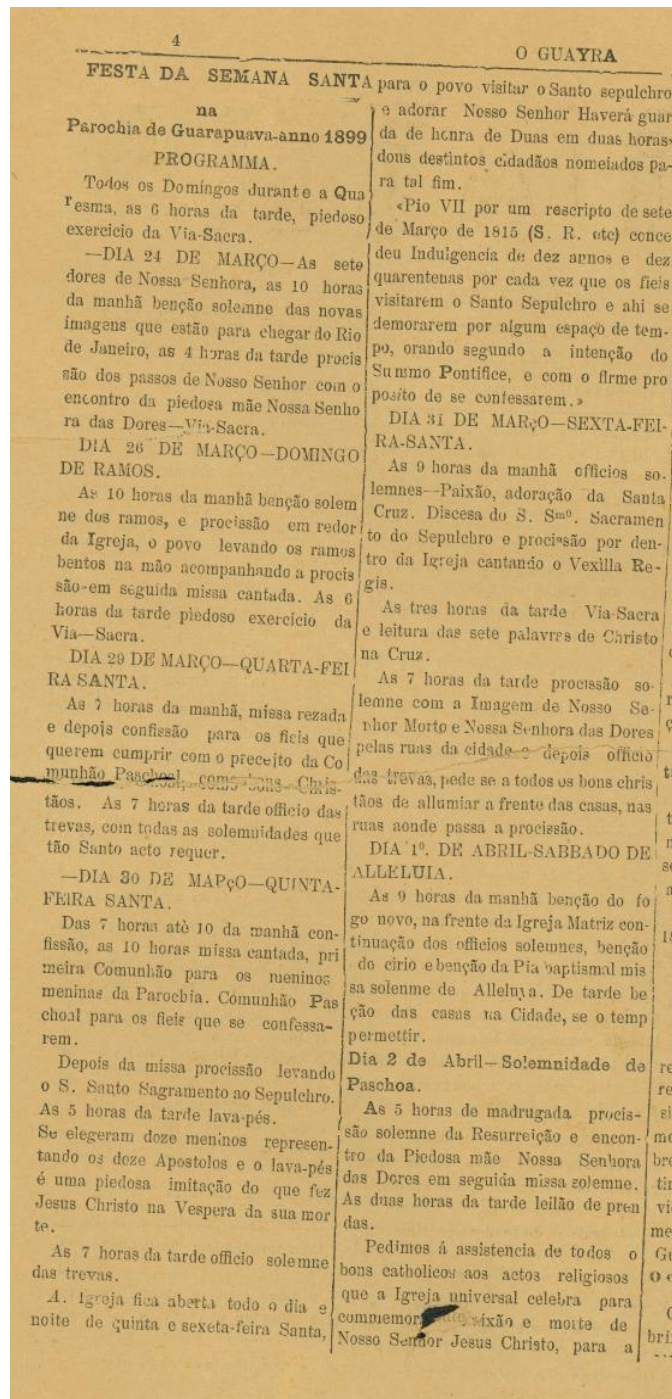 4
O GUAYRA
FESTA DA SEMANA SANTA
na
Parochia de Guarapuava-anno 1899
PROGRAMMA.
Todos os Domingos durante a Qua
resma, as 6 horas da tarde, piedoso
exercicio da Via-Sacra.
—DIA 24 DE MARÇO—As sete
dores de Nossa Senhora, as 10 horas
da manhã benção solemne das novas
imagens que estão para chegar do Rio
de Janeiro, as 4 horas da tarde procis
são dos passos de Nosso Senhor com o
encontro da piedosa mãe Nossa Senho
ra das Dores—Via-Sacra.
DIA 26 DE MARÇO—DOMINGO
DE RAMOS.
As 10 horas da manhã benção solem
ne dos ramos, e procissão em redor
da Igreja, o povo levando os ramos
bentos na mão acompanhando a procis
são-em seguida missa cantada. As 6
horas da tarde piedoso exercicio da
Via—Sacra.
DIA 29 DE MARÇO—QUARTA-FEI
RA SANTA.
As 7 horas da manhã, missa rezada
e depois confissão para os fieis que
querem cumprir com o preceito da Co
munhão Paschoal, como bons Chris-
tãos. As 7 horas da tarde officio das
trevas, com todas as solemnidades que
tão Santo acto requer.
—DIA 30 DE MARÇO—QUINTA-
FEIRA SANTA.
Das 7 horas até 10 da manhã con-
fissão, as 10 horas missa cantada, pri
meira Comunhão para os meninos
meninas da Parochia. Comunhão Pas
choal para os fieis que se confessa-
rem.
Depois da missa procissão levando
o S. Santo Sagramento ao Sepulchro.
As 5 horas da tarde lava-pés.
Se elegeram doze meninos represen-
tando os doze Apostolos e o lava-pés
é uma piedosa imitação do que fez
Jesus Christo na Vespera da sua mor
te.
As 7 horas da tarde officio solemne
das trevas.
A. Igreja fica aberta todo o dia e
noite de quinta e sexeta-feira Santa,
para o povo visitar o Santo sepulchro
e adorar Nosso Senhor Haverá guar
da de honra de Duas em duas horas,
dous destintos cidadãos nomeiados pa-
ra tal fim.
«Pio VII por um rescripto de sete
de Março de 1815 (S. R. etc) conce
deu Indulgencia de dez annos e dez
quarentenas por cada vez que os fieis
visitarem o Santo Sepulchro e ahi se
demorarem por algum espaço de tem-
po, orando segundo a intenção do
Summo Pontifice, e com o firme pro
posito de se confessarem.»
DIA 31 DE MARçO—SEXTA-FEI-
RA-SANTA.
As 9 horas da manhã officios so-
lemnes--Paixão, adoração da Santa
Cruz. Discesa do S. Smº. Sacramen
to do Sepulchro e procissão por den-
tro da Igreja cantando o Vexilla Re-
gis.
As tres horas da tarde Via-Sacra
e leitura das sete palavras de Christo
na Cruz.
As 7 horas da tarde procissão so-
lemne com a Imagem de Nosso Se-
nhor Morto e Nossa Senhora das Dores
pelas ruas da cidade e depois officio
das trevas, pede se a todos os bons chris
tãos de allumiar a frente das casas, nas
ruas aonde passa a procissão.
DIA 1º. DE ABRIL-SABBADO DE
ALLELUIA.
As 9 horas da manhã benção do fo
go novo, na frente da Igreja Matriz con-
tinuação dos officios solemnes, benção
do cirio e benção da Pia baptismal mis
sa solenme de Alleluya. De tarde be
ção das casas na Cidade, se o temp
permettir.
Dia 2 de Abril—Solemnidade de
Paschoa.
As 5 horas de madrugada procis-
são solemne da Resurreição e encon-
tro da Piedosa mãe Nossa Senhora
das Dores em seguida missa solemne.
As duas horas da tarde leilão de pren
das.
Pedimos á assistencia de todos o
bons catholicos aos actos religiosos
que a Igreja universal celebra para
commemor e morte de
Nosso Senhor Jesus Christo, para a